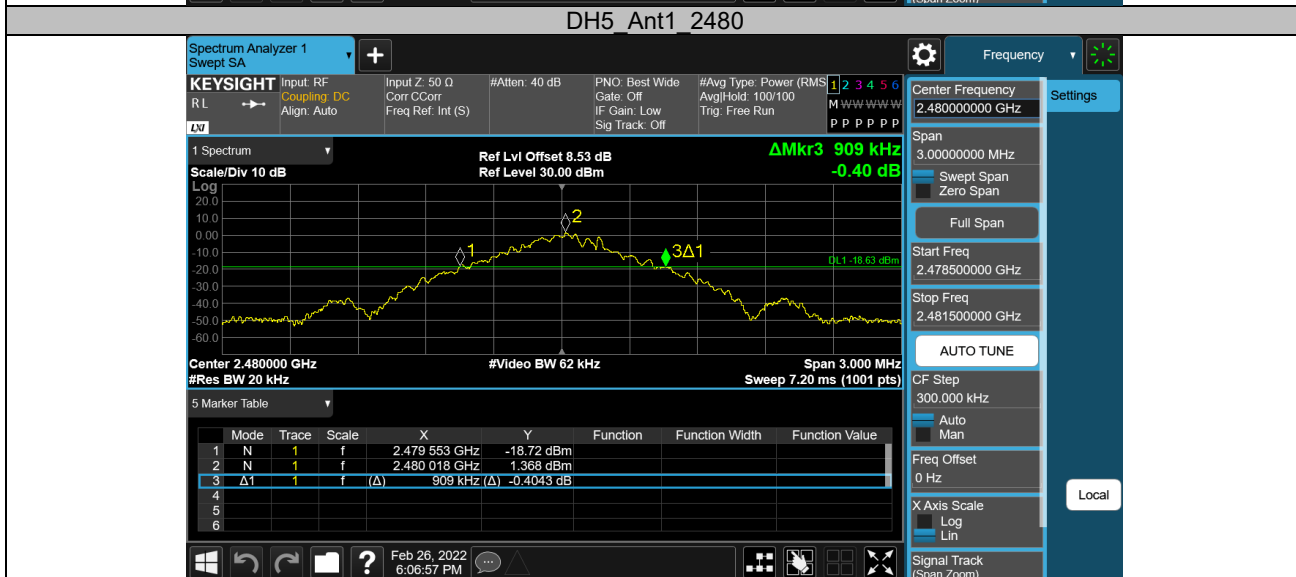 (Span Zoom)
DH5_Ant1_2480
Spectrum Analyzer 1
Swept SA
+
Frequency
KEYSIGHT
RL
LXI
Input: RF
Coupling: DC
Align: Auto
Input Z: 50 Ω
Corr CCorr
Freq Ref: Int (S)
#Atten: 40 dB
PNO: Best Wide
Gate: Off
IF Gain: Low
Sig Track: Off
#Avg Type: Power (RMS
Avg|Hold: 100/100
Trig: Free Run
1 2 3 4 5 6
M W W W W W
P P P P P P
1 Spectrum
Scale/Div 10 dB
Ref Lvl Offset 8.53 dB
Ref Level 30.00 dBm
ΔMkr3 909 kHz
-0.40 dB
Log
20.0
10.0
0.00
-10.0
-20.0
-30.0
-40.0
-50.0
-60.0
2
1
3Δ1
DL1 -18.63 dBm
Center 2.480000 GHz
#Video BW 62 kHz
Span 3.000 MHz
#Res BW 20 kHz
Sweep 7.20 ms (1001 pts)
5 Marker Table
Mode Trace Scale X Y Function Function Width Function Value
1 N 1 f 2.479 553 GHz -18.72 dBm
2 N 1 f 2.480 018 GHz 1.368 dBm
3 Δ1 1 f (Δ) 909 kHz (Δ) -0.4043 dB
4
5
6
?
Feb 26, 2022
6:06:57 PM
Center Frequency
2.480000000 GHz
Settings
Span
3.00000000 MHz
Swept Span
Zero Span
Full Span
Start Freq
2.478500000 GHz
Stop Freq
2.481500000 GHz
AUTO TUNE
CF Step
300.000 kHz
Auto
Man
Freq Offset
0 Hz
X Axis Scale
Log
Lin
Local
Signal Track
(Span Zoom)